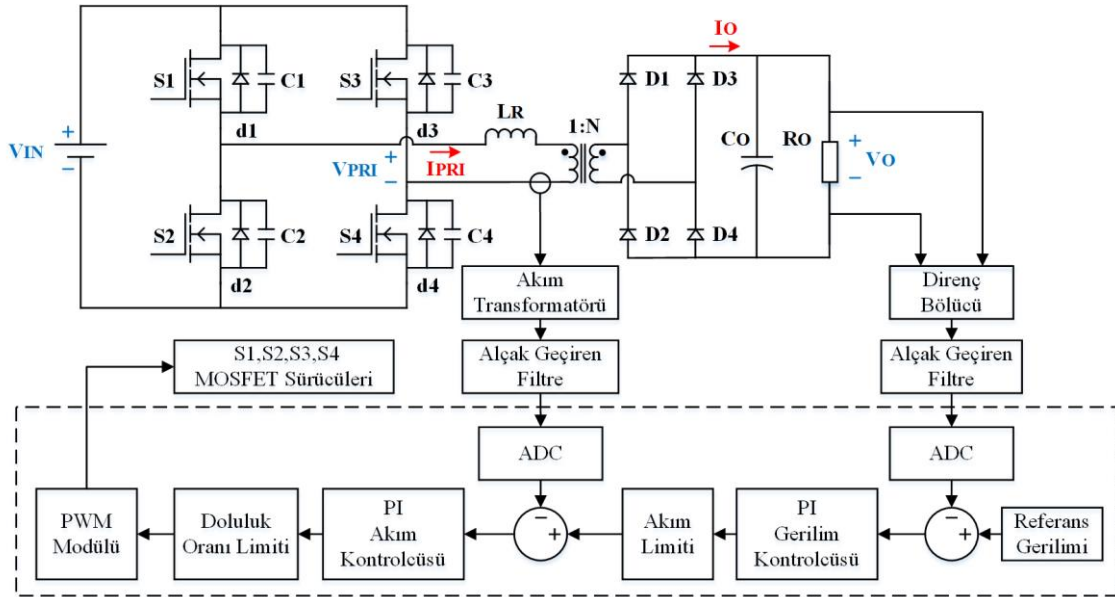 IO
S1
C1
S3
C3
D1
D3
d1
d3
LR
1:N
VIN
+
−
VPRI
+
−
IPRI
CO
RO
+
VO
−
S2
C2
S4
C4
D2
D4
d2
d4
Akım
Transformatörü
Direnç
Bölücü
S1,S2,S3,S4
MOSFET Sürücüleri
Alçak Geçiren
Filtre
Alçak Geçiren
Filtre
ADC
ADC
PWM
Modülü
Doluluk
Oranı Limiti
PI
Akım
Kontrolcüsü
−
+
Akım
Limiti
PI
Gerilim
Kontrolcüsü
−
+
Referans
Gerilimi